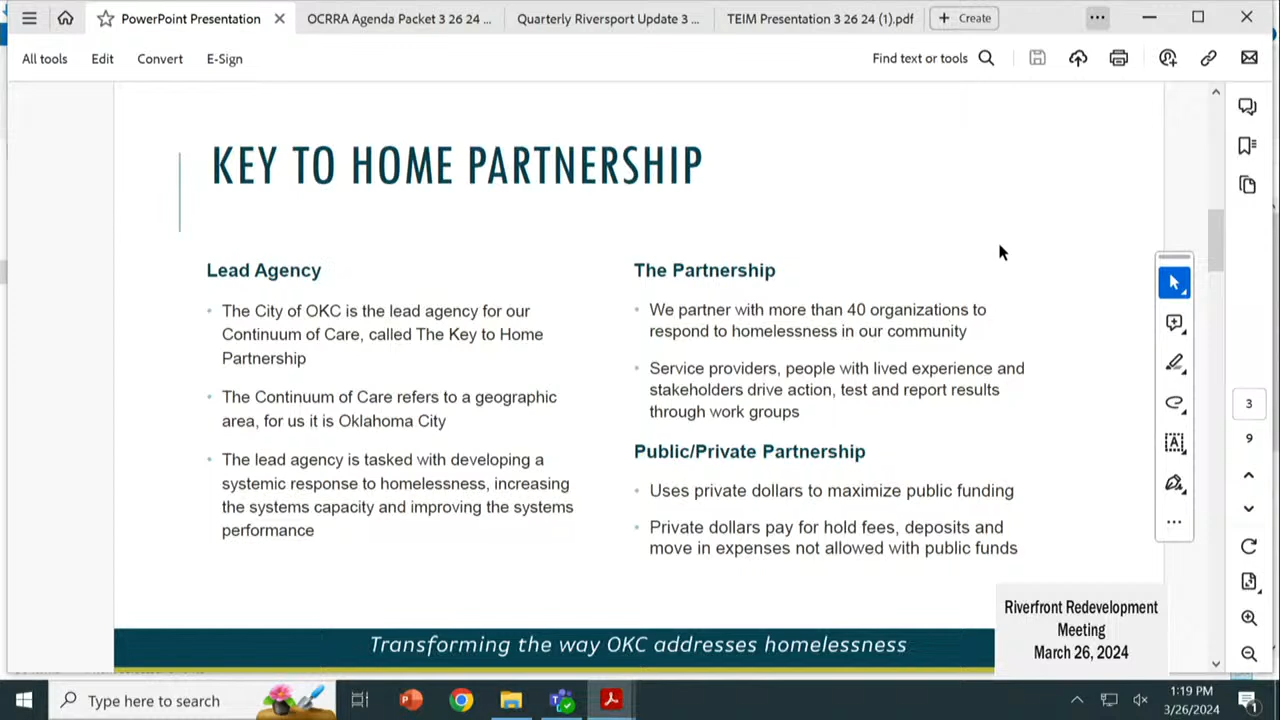 PowerPoint Presentation
OCRRA Agenda Packet 3 26 24 ...
Quarterly Riversport Update 3 ...
TEIM Presentation 3 26 24 (1).pdf
+ Create
All tools
Edit
Convert
E-Sign
Find text or tools
KEY TO HOME PARTNERSHIP
Lead Agency
• The City of OKC is the lead agency for our
Continuum of Care, called The Key to Home
Partnership
• The Continuum of Care refers to a geographic
area, for us it is Oklahoma City
• The lead agency is tasked with developing a
systemic response to homelessness, increasing
the systems capacity and improving the systems
performance
The Partnership
• We partner with more than 40 organizations to
respond to homelessness in our community
• Service providers, people with lived experience and
stakeholders drive action, test and report results
through work groups
Public/Private Partnership
• Uses private dollars to maximize public funding
• Private dollars pay for hold fees, deposits and
move in expenses not allowed with public funds
Transforming the way OKC addresses homelessness
Riverfront Redevelopment
Meeting
March 26, 2024
3
9
Type here to search
1:19 PM
3/26/2024
1